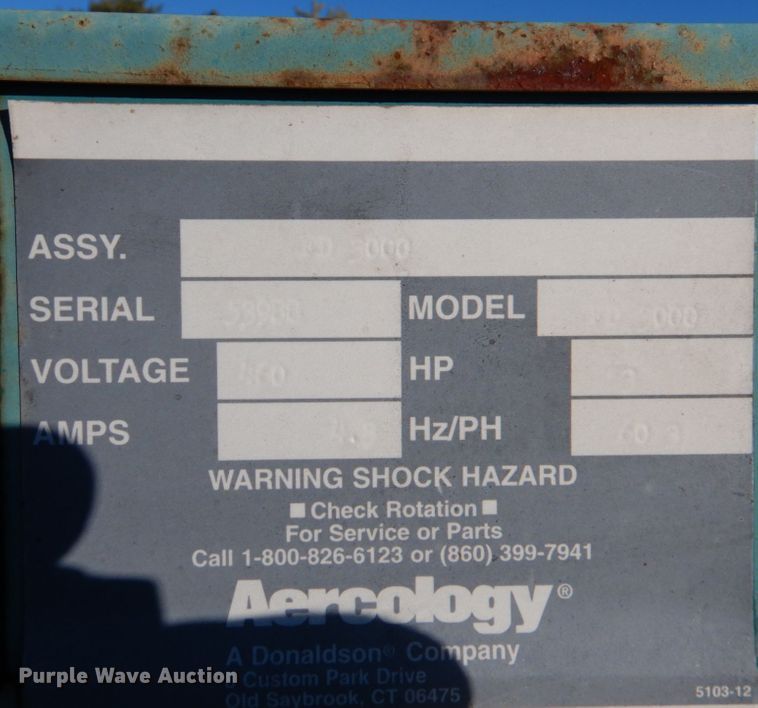 ASSY. 000
SERIAL MODEL 000
VOLTAGE HP
AMPS Hz/PH
WARNING SHOCK HAZARD
Check Rotation
For Service or Parts
Call 1-800-826-6123 or (860) 399-7941
Aercology®
A Donaldson® Company
Custom Park Drive
Old Saybrook, CT 06475
Purple Wave Auction
5103-12